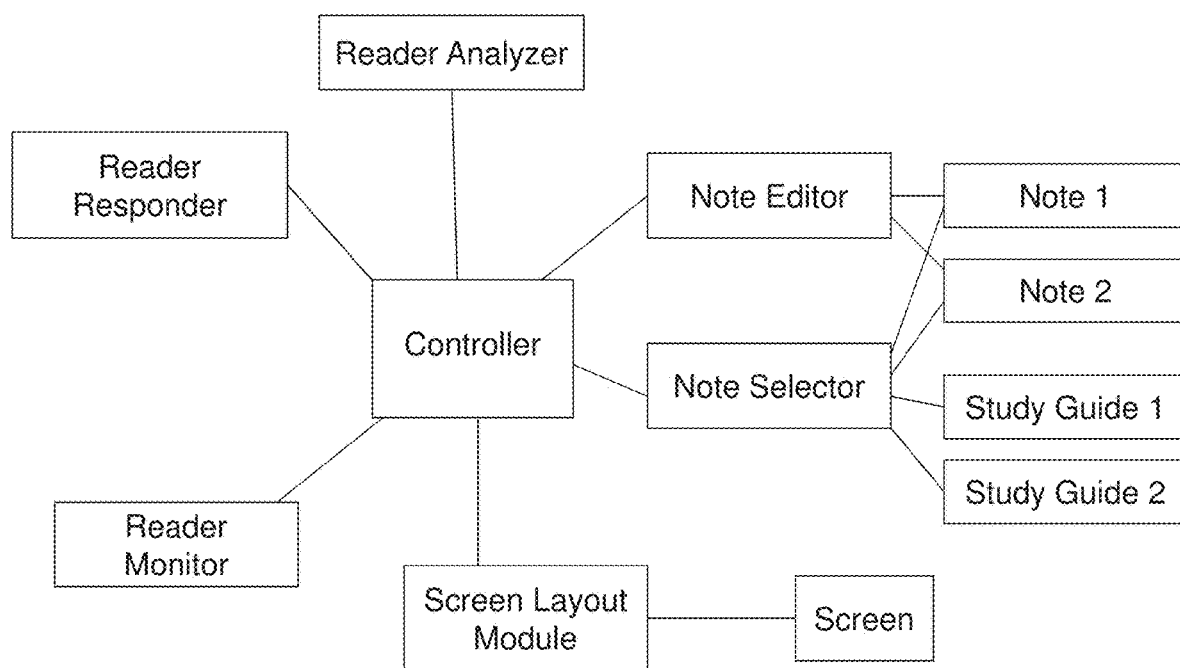 Reader Analyzer
Reader
Responder
Note Editor
Note 1
Note 2
Controller
Note Selector
Study Guide 1
Study Guide 2
Reader
Monitor
Screen Layout
Module
Screen